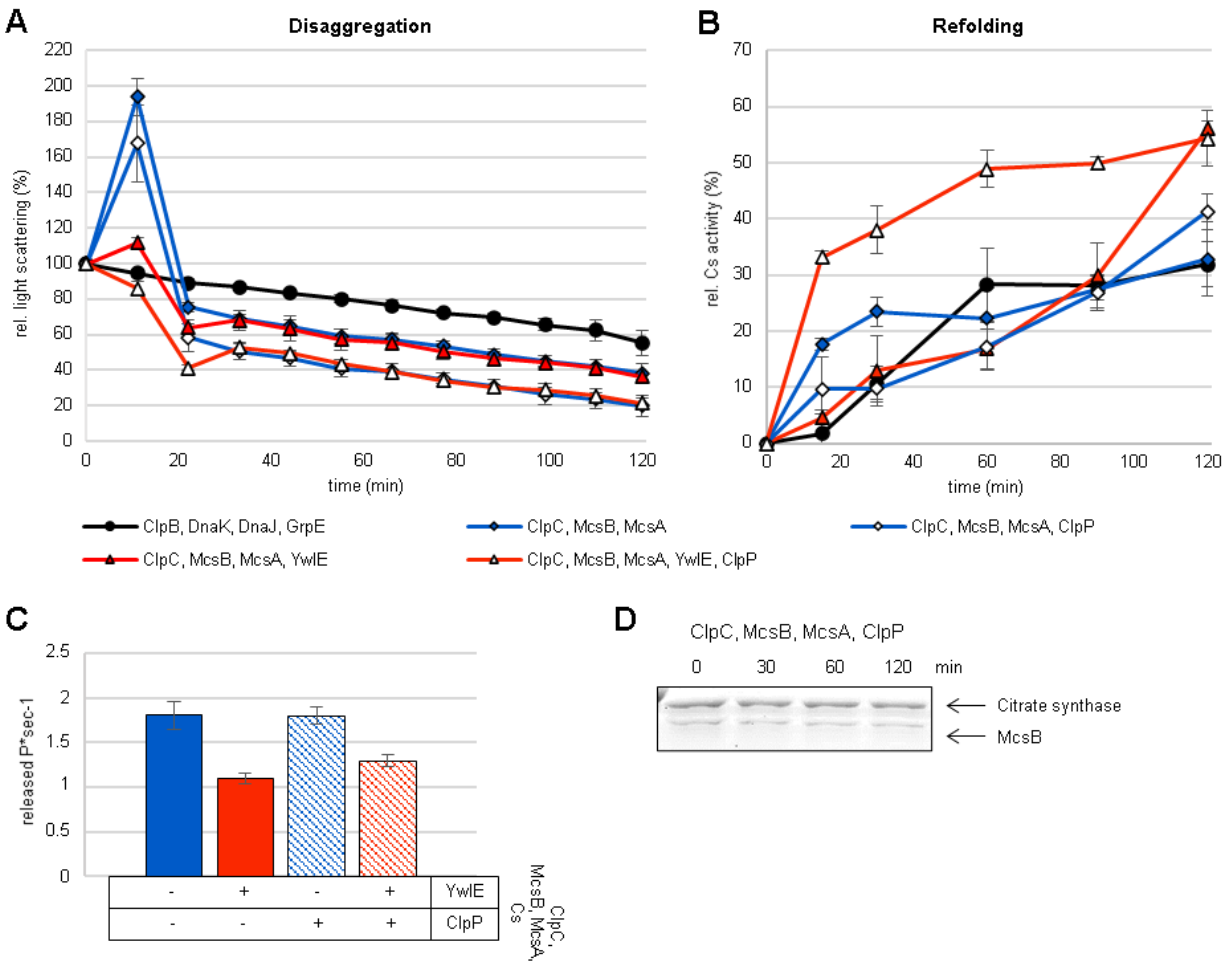 A
Disaggregation
220
200
180
160
140
120
100
80
60
40
20
0
rel. light scattering (%)
0 20 40 60 80 100 120
time (min)
B
Refolding
70
60
50
40
30
20
10
0
rel. Cs activity (%)
0 20 40 60 80 100 120
time (min)
ClpB, DnaK, DnaJ, GrpE
ClpC, McsB, McsA
ClpC, McsB, McsA, ClpP
ClpC, McsB, McsA, YwlE
ClpC, McsB, McsA, YwlE, ClpP
C
2.5
2
1.5
1
0.5
0
released P*sec-1
- + - + YwlE
- - + + ClpP
ClpC,
McsB, McsA,
Cs
D
ClpC, McsB, McsA, ClpP
0 30 60 120 min
Citrate synthase
McsB